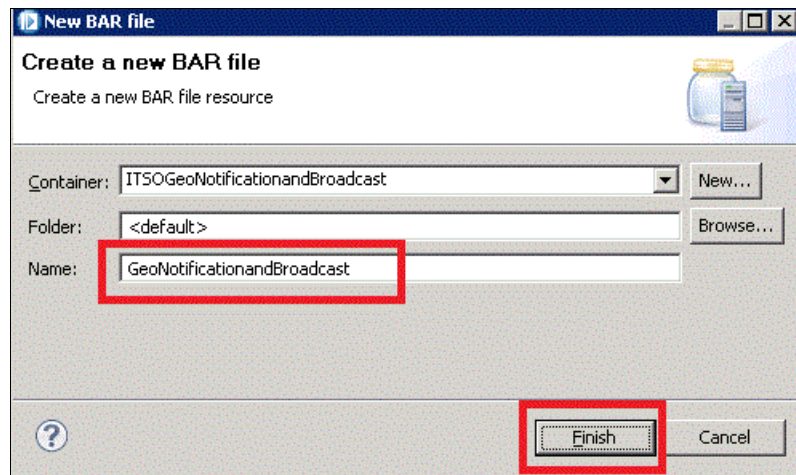 New BAR file
Create a new BAR file
Create a new BAR file resource
Container: ITSOGeoNotificationandBroadcast New...
Folder: <default> Browse...
Name: GeoNotificationandBroadcast
? Finish Cancel